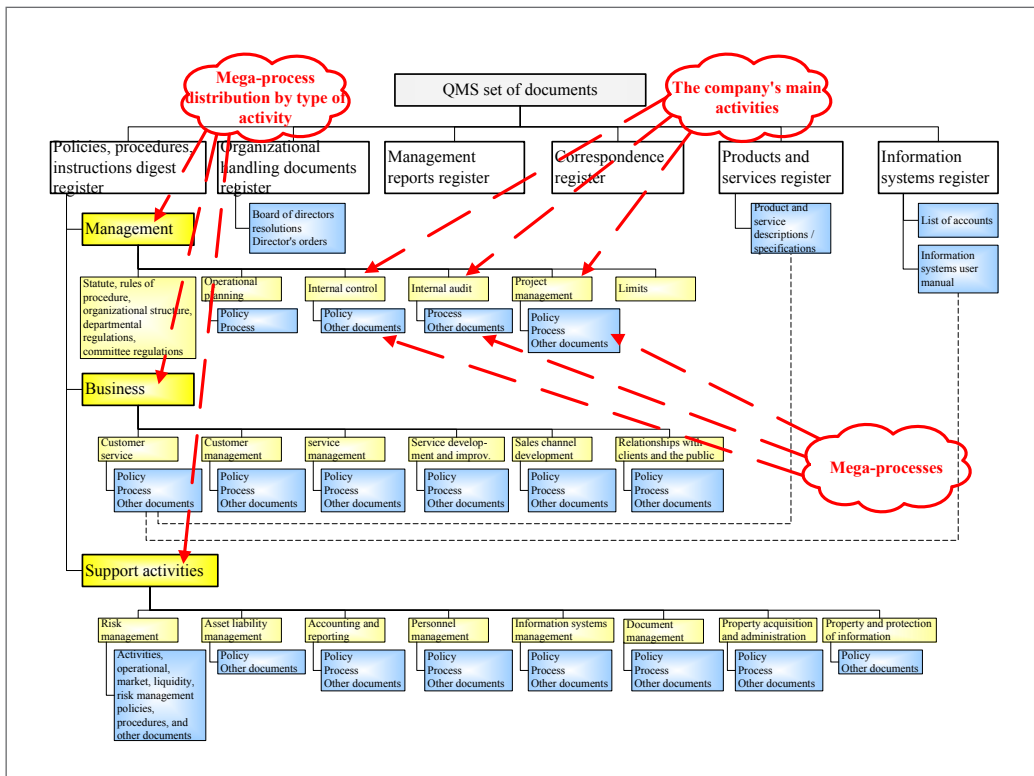 Mega-process
distribution by type of
activity
QMS set of documents
The company's main
activities
Policies, procedures,
instructions digest
register
Organizational
handling documents
register
Management
reports register
Correspondence
register
Products and
services register
Information
systems register
Board of directors
resolutions
Director's orders
Product and
service
descriptions /
specifications
List of accounts
Information
systems user
manual
Management
Statute, rules of
procedure,
organizational structure,
departmental
regulations,
committee regulations
Operational
planning
Policy
Process
Internal control
Policy
Other documents
Internal audit
Process
Other documents
Project
management
Policy
Process
Other documents
Limits
Business
Mega-processes
Customer
service
Policy
Process
Other documents
Customer
management
Policy
Process
Other documents
service
management
Policy
Process
Other documents
Service develop-
ment and improv.
Policy
Process
Other documents
Sales channel
development
Policy
Process
Other documents
Relationships with
clients and the public
Policy
Process
Other documents
Support activities
Risk
management
Activities,
operational,
market, liquidity,
risk management
policies,
procedures, and
other documents
Asset liability
management
Policy
Other documents
Accounting and
reporting
Policy
Process
Other documents
Personnel
management
Policy
Process
Other documents
Information systems
management
Policy
Process
Other documents
Document
management
Policy
Process
Other documents
Property acquisition
and administration
Policy
Process
Other documents
Property and protection
of information
Policy
Other documents